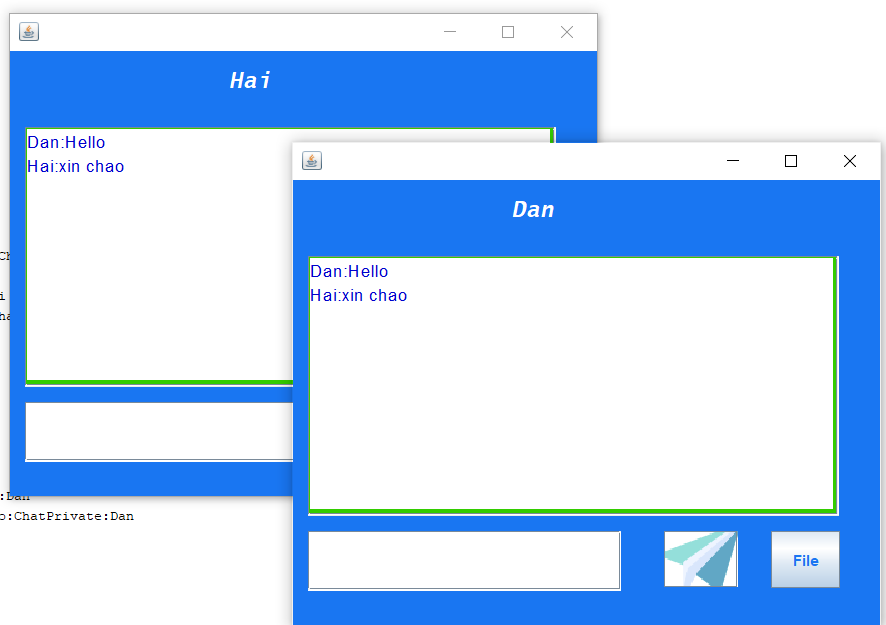 Hai
Dan:Hello
Hai:xin chao
Dan
Dan:Hello
Hai:xin chao
File
:Dan
o:ChatPrivate:Dan